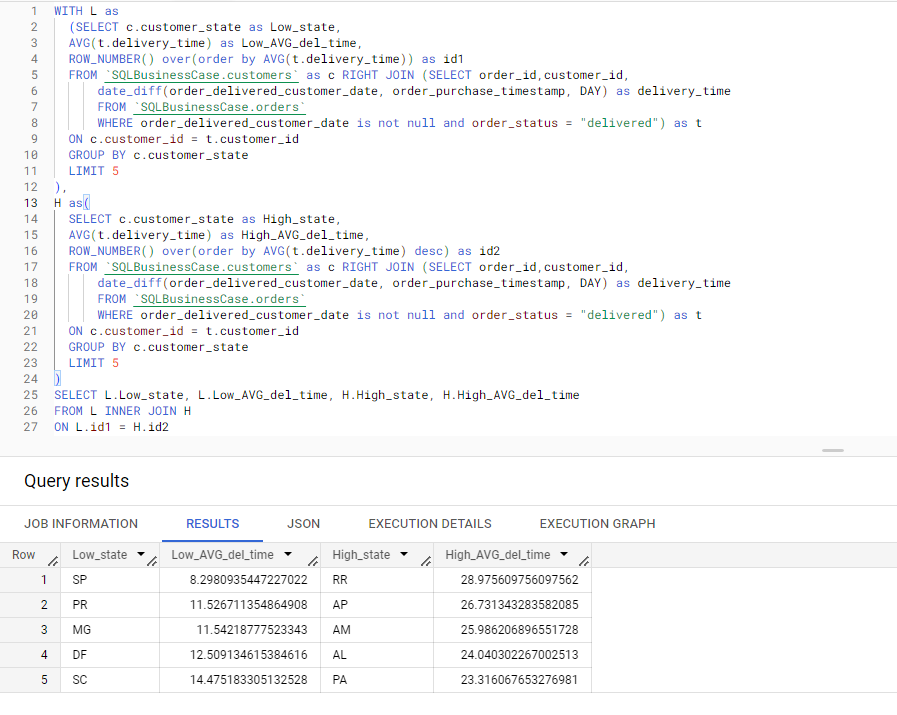 1 WITH L as
2 (SELECT c.customer_state as Low_state,
3 AVG(t.delivery_time) as Low_AVG_del_time,
4 ROW_NUMBER() over(order by AVG(t.delivery_time)) as id1
5 FROM `SQLBusinessCase.customers` as c RIGHT JOIN (SELECT order_id,customer_id,
6 date_diff(order_delivered_customer_date, order_purchase_timestamp, DAY) as delivery_time
7 FROM `SQLBusinessCase.orders`
8 WHERE order_delivered_customer_date is not null and order_status = "delivered") as t
9 ON c.customer_id = t.customer_id
10 GROUP BY c.customer_state
11 LIMIT 5
12 ),
13 H as(
14 SELECT c.customer_state as High_state,
15 AVG(t.delivery_time) as High_AVG_del_time,
16 ROW_NUMBER() over(order by AVG(t.delivery_time) desc) as id2
17 FROM `SQLBusinessCase.customers` as c RIGHT JOIN (SELECT order_id,customer_id,
18 date_diff(order_delivered_customer_date, order_purchase_timestamp, DAY) as delivery_time
19 FROM `SQLBusinessCase.orders`
20 WHERE order_delivered_customer_date is not null and order_status = "delivered") as t
21 ON c.customer_id = t.customer_id
22 GROUP BY c.customer_state
23 LIMIT 5
24 )
25 SELECT L.Low_state, L.Low_AVG_del_time, H.High_state, H.High_AVG_del_time
26 FROM L INNER JOIN H
27 ON L.id1 = H.id2
Query results
JOB INFORMATION RESULTS JSON EXECUTION DETAILS EXECUTION GRAPH
Row Low_state Low_AVG_del_time High_state High_AVG_del_time
1 SP 8.2980935447227022 RR 28.975609756097562
2 PR 11.526711354864908 AP 26.731343283582085
3 MG 11.54218777523343 AM 25.986206896551728
4 DF 12.509134615384616 AL 24.040302267002513
5 SC 14.475183305132528 PA 23.316067653276981